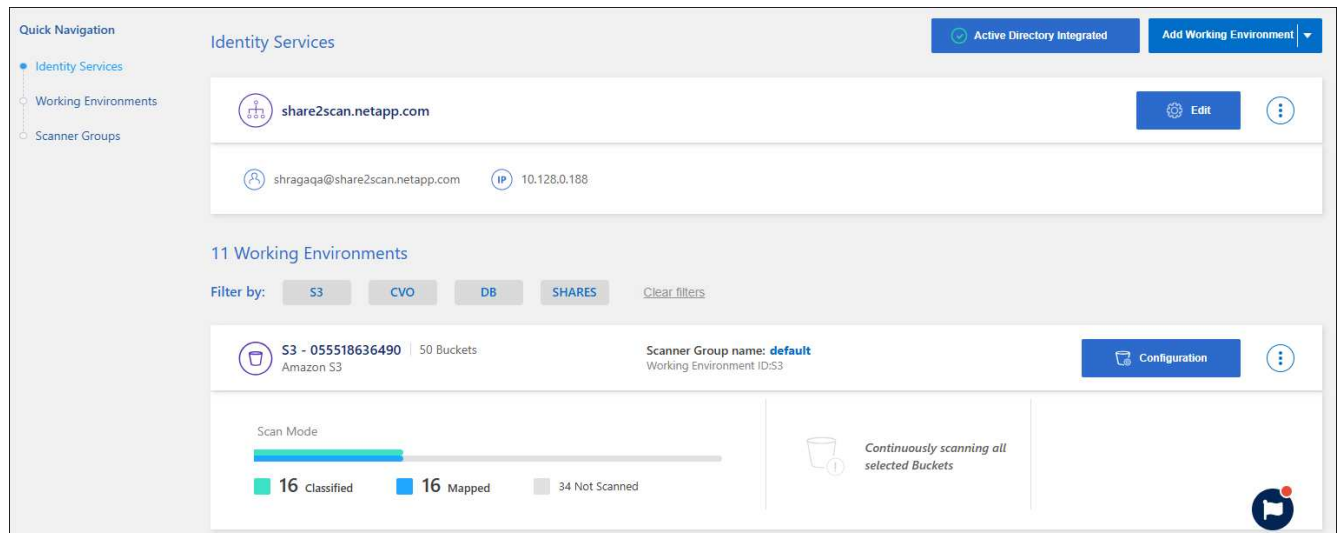 Quick Navigation
Identity Services
Working Environments
Scanner Groups
Identity Services
Active Directory Integrated
Add Working Environment
share2scan.netapp.com
Edit
shragaqa@share2scan.netapp.com
IP 10.128.0.188
11 Working Environments
Filter by: S3 CVO DB SHARES Clear filters
S3 - 055518636490 50 Buckets
Amazon S3
Scanner Group name: default
Working Environment ID:S3
Configuration
Scan Mode
16 Classified 16 Mapped 34 Not Scanned
Continuously scanning all
selected Buckets